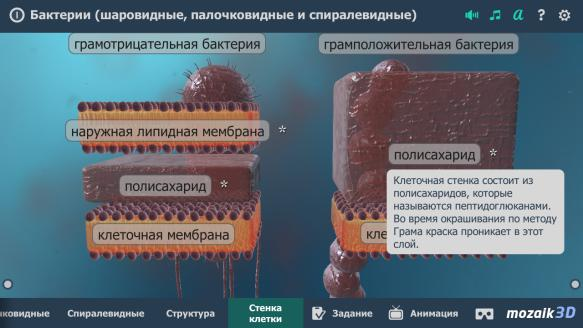 Бактерии (шаровидные, палочковидные и спиралевидные)
a ?
грамотрицательная бактерия
грамположительная бактерия
наружная липидная мембрана *
полисахарид *
полисахарид *
клеточная мембрана
кле
Клеточная стенка состоит из
полисахаридов, которые
называются пептидоглюканами.
Во время окрашивания по методу
Грама краска проникает в этот
слой.
чковидные
Спиралевидные
Структура
Стенка
клетки
Задание
Анимация
mozaik3D